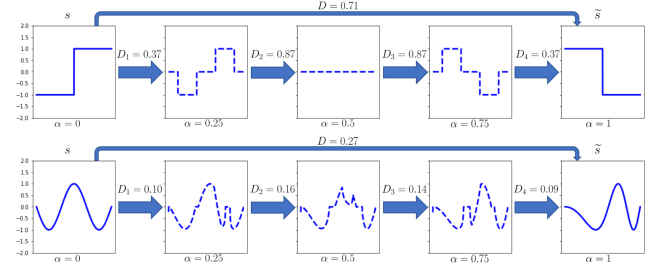 D = 0.71
s
s̃
2.0
1.5
1.0
0.5
0.0
−0.5
−1.0
−1.5
−2.0
D₁ = 0.37
D₂ = 0.87
D₃ = 0.87
D₄ = 0.37
α = 0
α = 0.25
α = 0.5
α = 0.75
α = 1
D = 0.27
s
s̃
2.0
1.5
1.0
0.5
0.0
−0.5
−1.0
−1.5
−2.0
D₁ = 0.10
D₂ = 0.16
D₃ = 0.14
D₄ = 0.09
α = 0
α = 0.25
α = 0.5
α = 0.75
α = 1